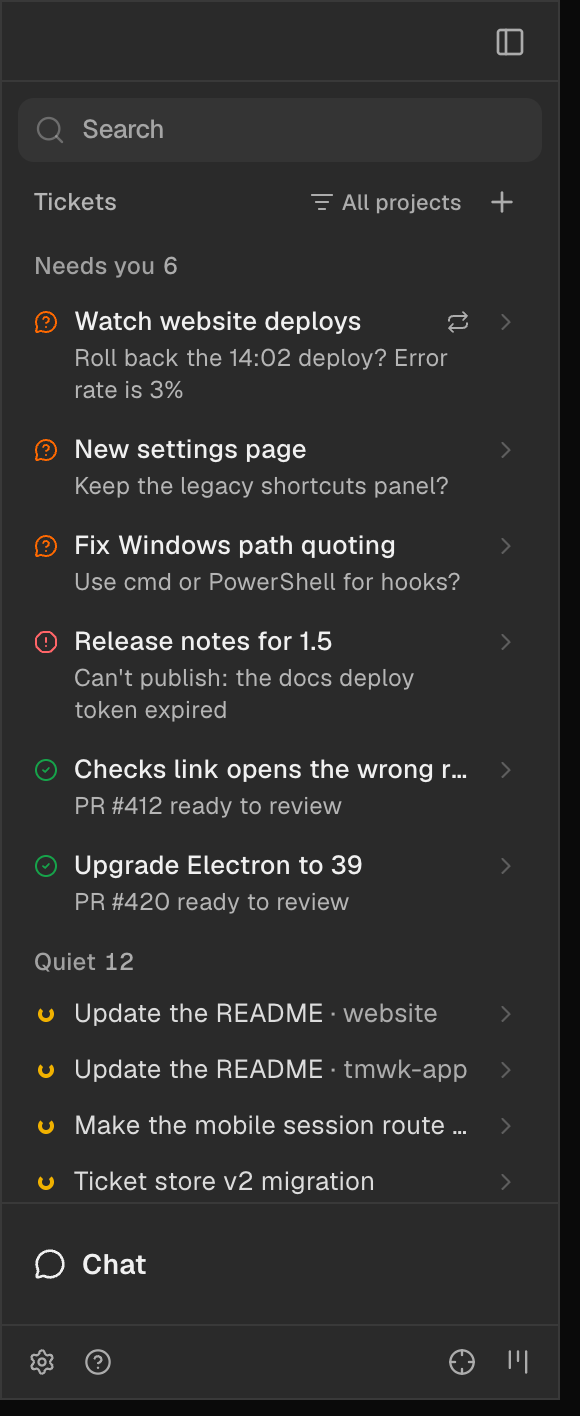 Search
Tickets
All projects
Needs you 6
Watch website deploys
Roll back the 14:02 deploy? Error
rate is 3%
New settings page
Keep the legacy shortcuts panel?
Fix Windows path quoting
Use cmd or PowerShell for hooks?
Release notes for 1.5
Can't publish: the docs deploy
token expired
Checks link opens the wrong r...
PR #412 ready to review
Upgrade Electron to 39
PR #420 ready to review
Quiet 12
Update the README · website
Update the README · tmwk-app
Make the mobile session route ...
Ticket store v2 migration
Chat